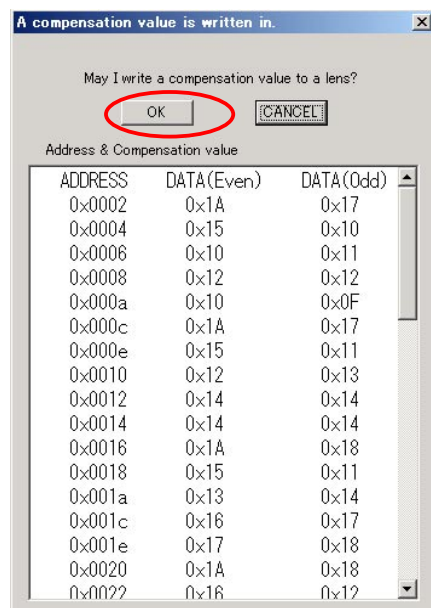 A compensation value is written in.
May I write a compensation value to a lens?
OK CANCEL
Address & Compensation value
ADDRESS DATA(Even) DATA(Odd)
0x0002 0x1A 0x17
0x0004 0x15 0x10
0x0006 0x10 0x11
0x0008 0x12 0x12
0x000a 0x10 0x0F
0x000c 0x1A 0x17
0x000e 0x15 0x11
0x0010 0x12 0x13
0x0012 0x14 0x14
0x0014 0x14 0x14
0x0016 0x1A 0x18
0x0018 0x15 0x11
0x001a 0x13 0x14
0x001c 0x16 0x17
0x001e 0x17 0x18
0x0020 0x1A 0x18
0x0022 0x16 0x12